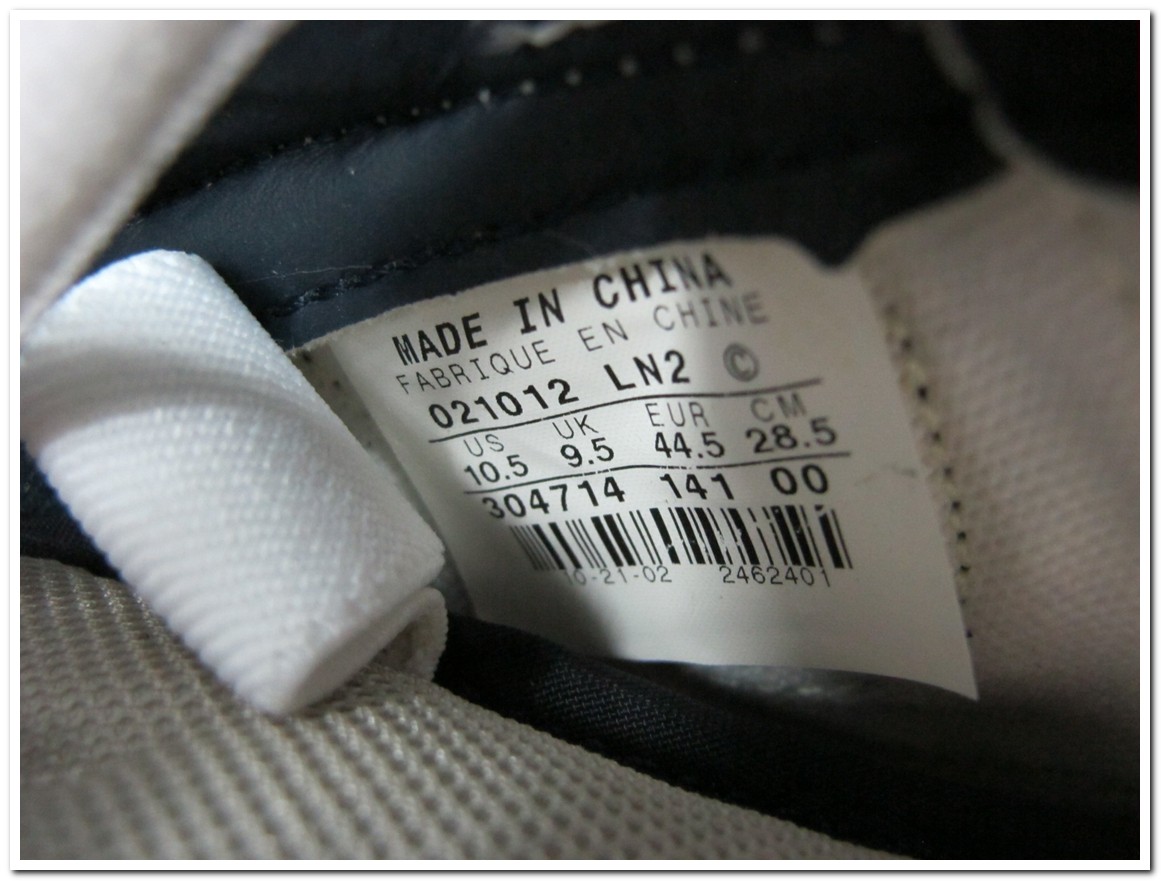 MADE IN CHINA
FABRIQUE EN CHINE
021012 LN2 ©
US UK EUR CM
10.5 9.5 44.5 28.5
304714 141 00
10-21-02 2462401